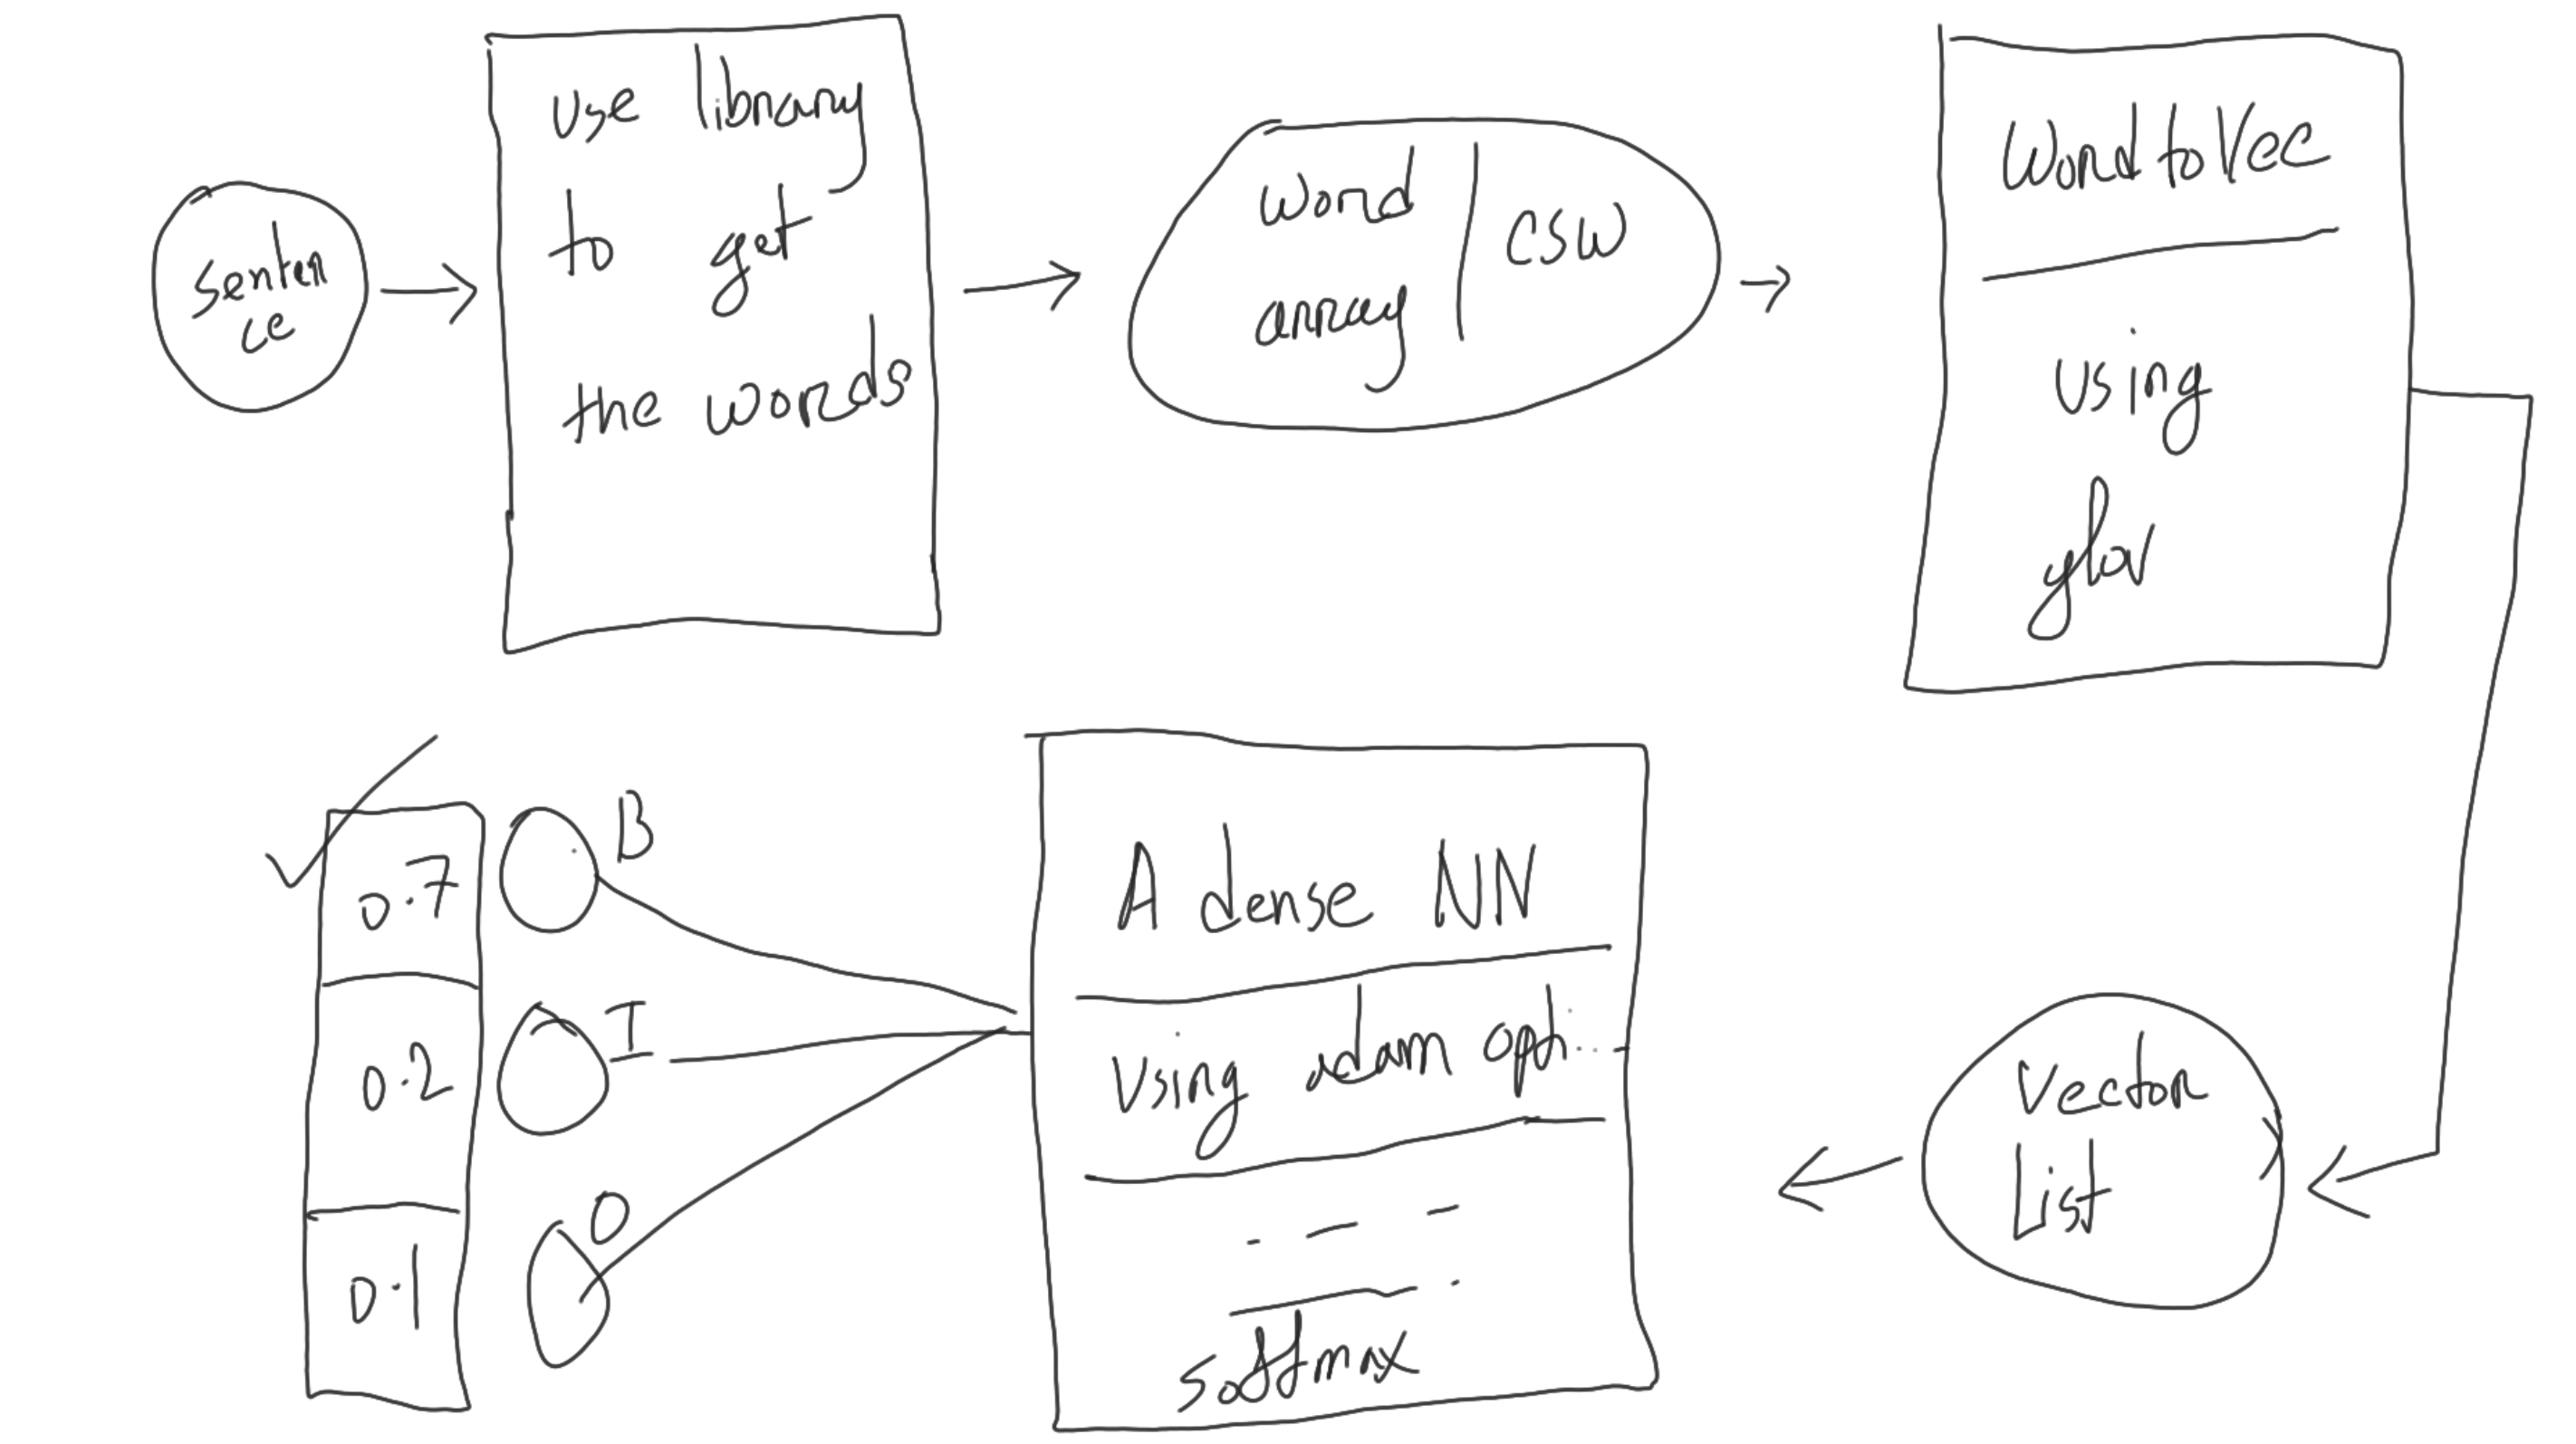 senten
ce
use library
to get
the words
word
array
CSW
Word to Vec
using
glov
Vector
List
A dense NN
Using adam opti...
softmax
B
I
O
0.7
0.2
0.1